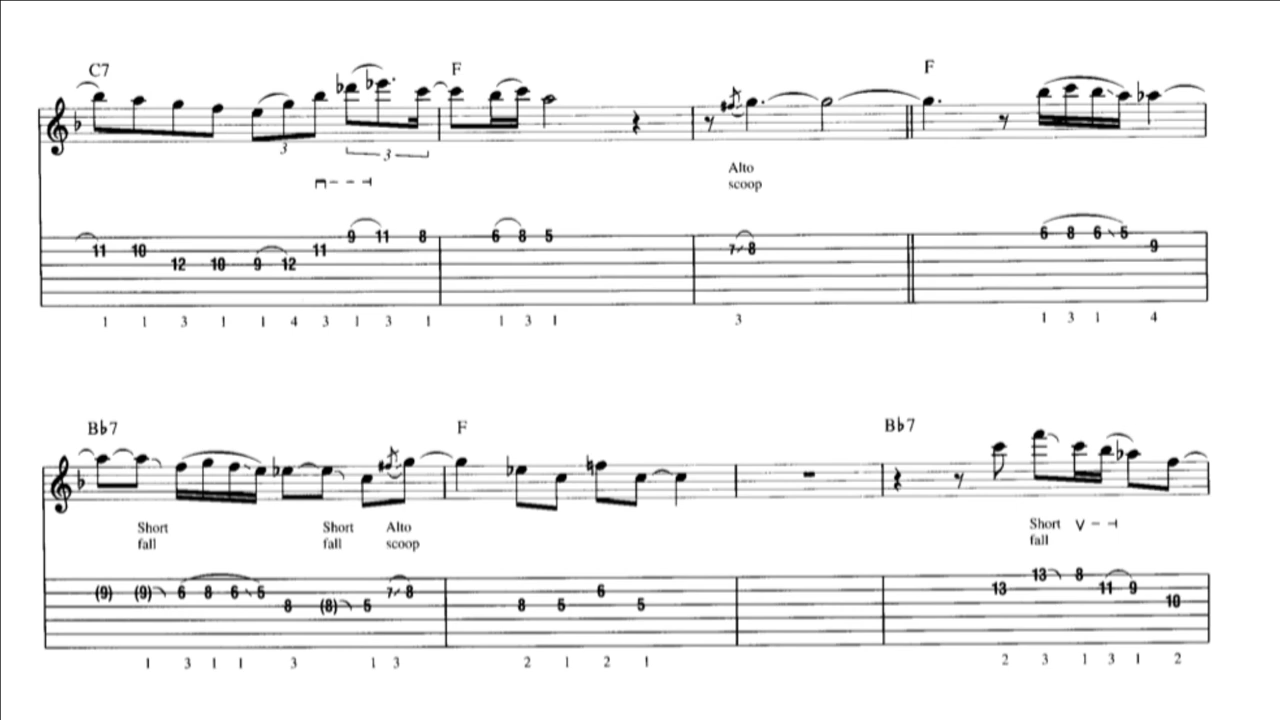 C7 F F
3 3
Alto
scoop
11 10 12 10 9 12 11 9 11 8 6 8 5 7 8 6 8 6 5 9
1 1 3 1 1 4 3 1 3 1 1 3 1 3 1 3 1 4
B♭7 F B♭7
Short Short Alto Short
fall fall scoop fall
(9) (9) 6 8 6 5 8 (8) 5 7 8 8 5 6 5 13 13 8 11 9 10
1 3 1 1 3 1 3 2 1 2 1 2 3 1 3 1 2